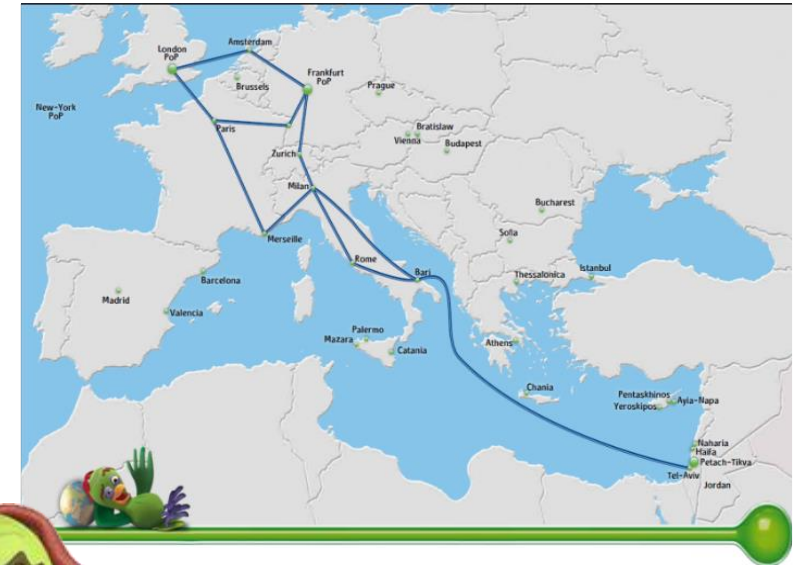 London
PoP
Amsterdam
Brussels
Frankfurt
PoP
Prague
New-York
PoP
Paris
Bratislaw
Vienna
Budapest
Zurich
Milan
Bucharest
Merseille
Sofia
Rome
Bari
Thessalonica
Istanbul
Barcelona
Madrid
Valencia
Palermo
Mazara
Catania
Athens
Chania
Pentaskhinos
Ayia-Napa
Yeroskipos
Naharia
Haifa
Petach-Tikva
Tel-Aviv
Jordan